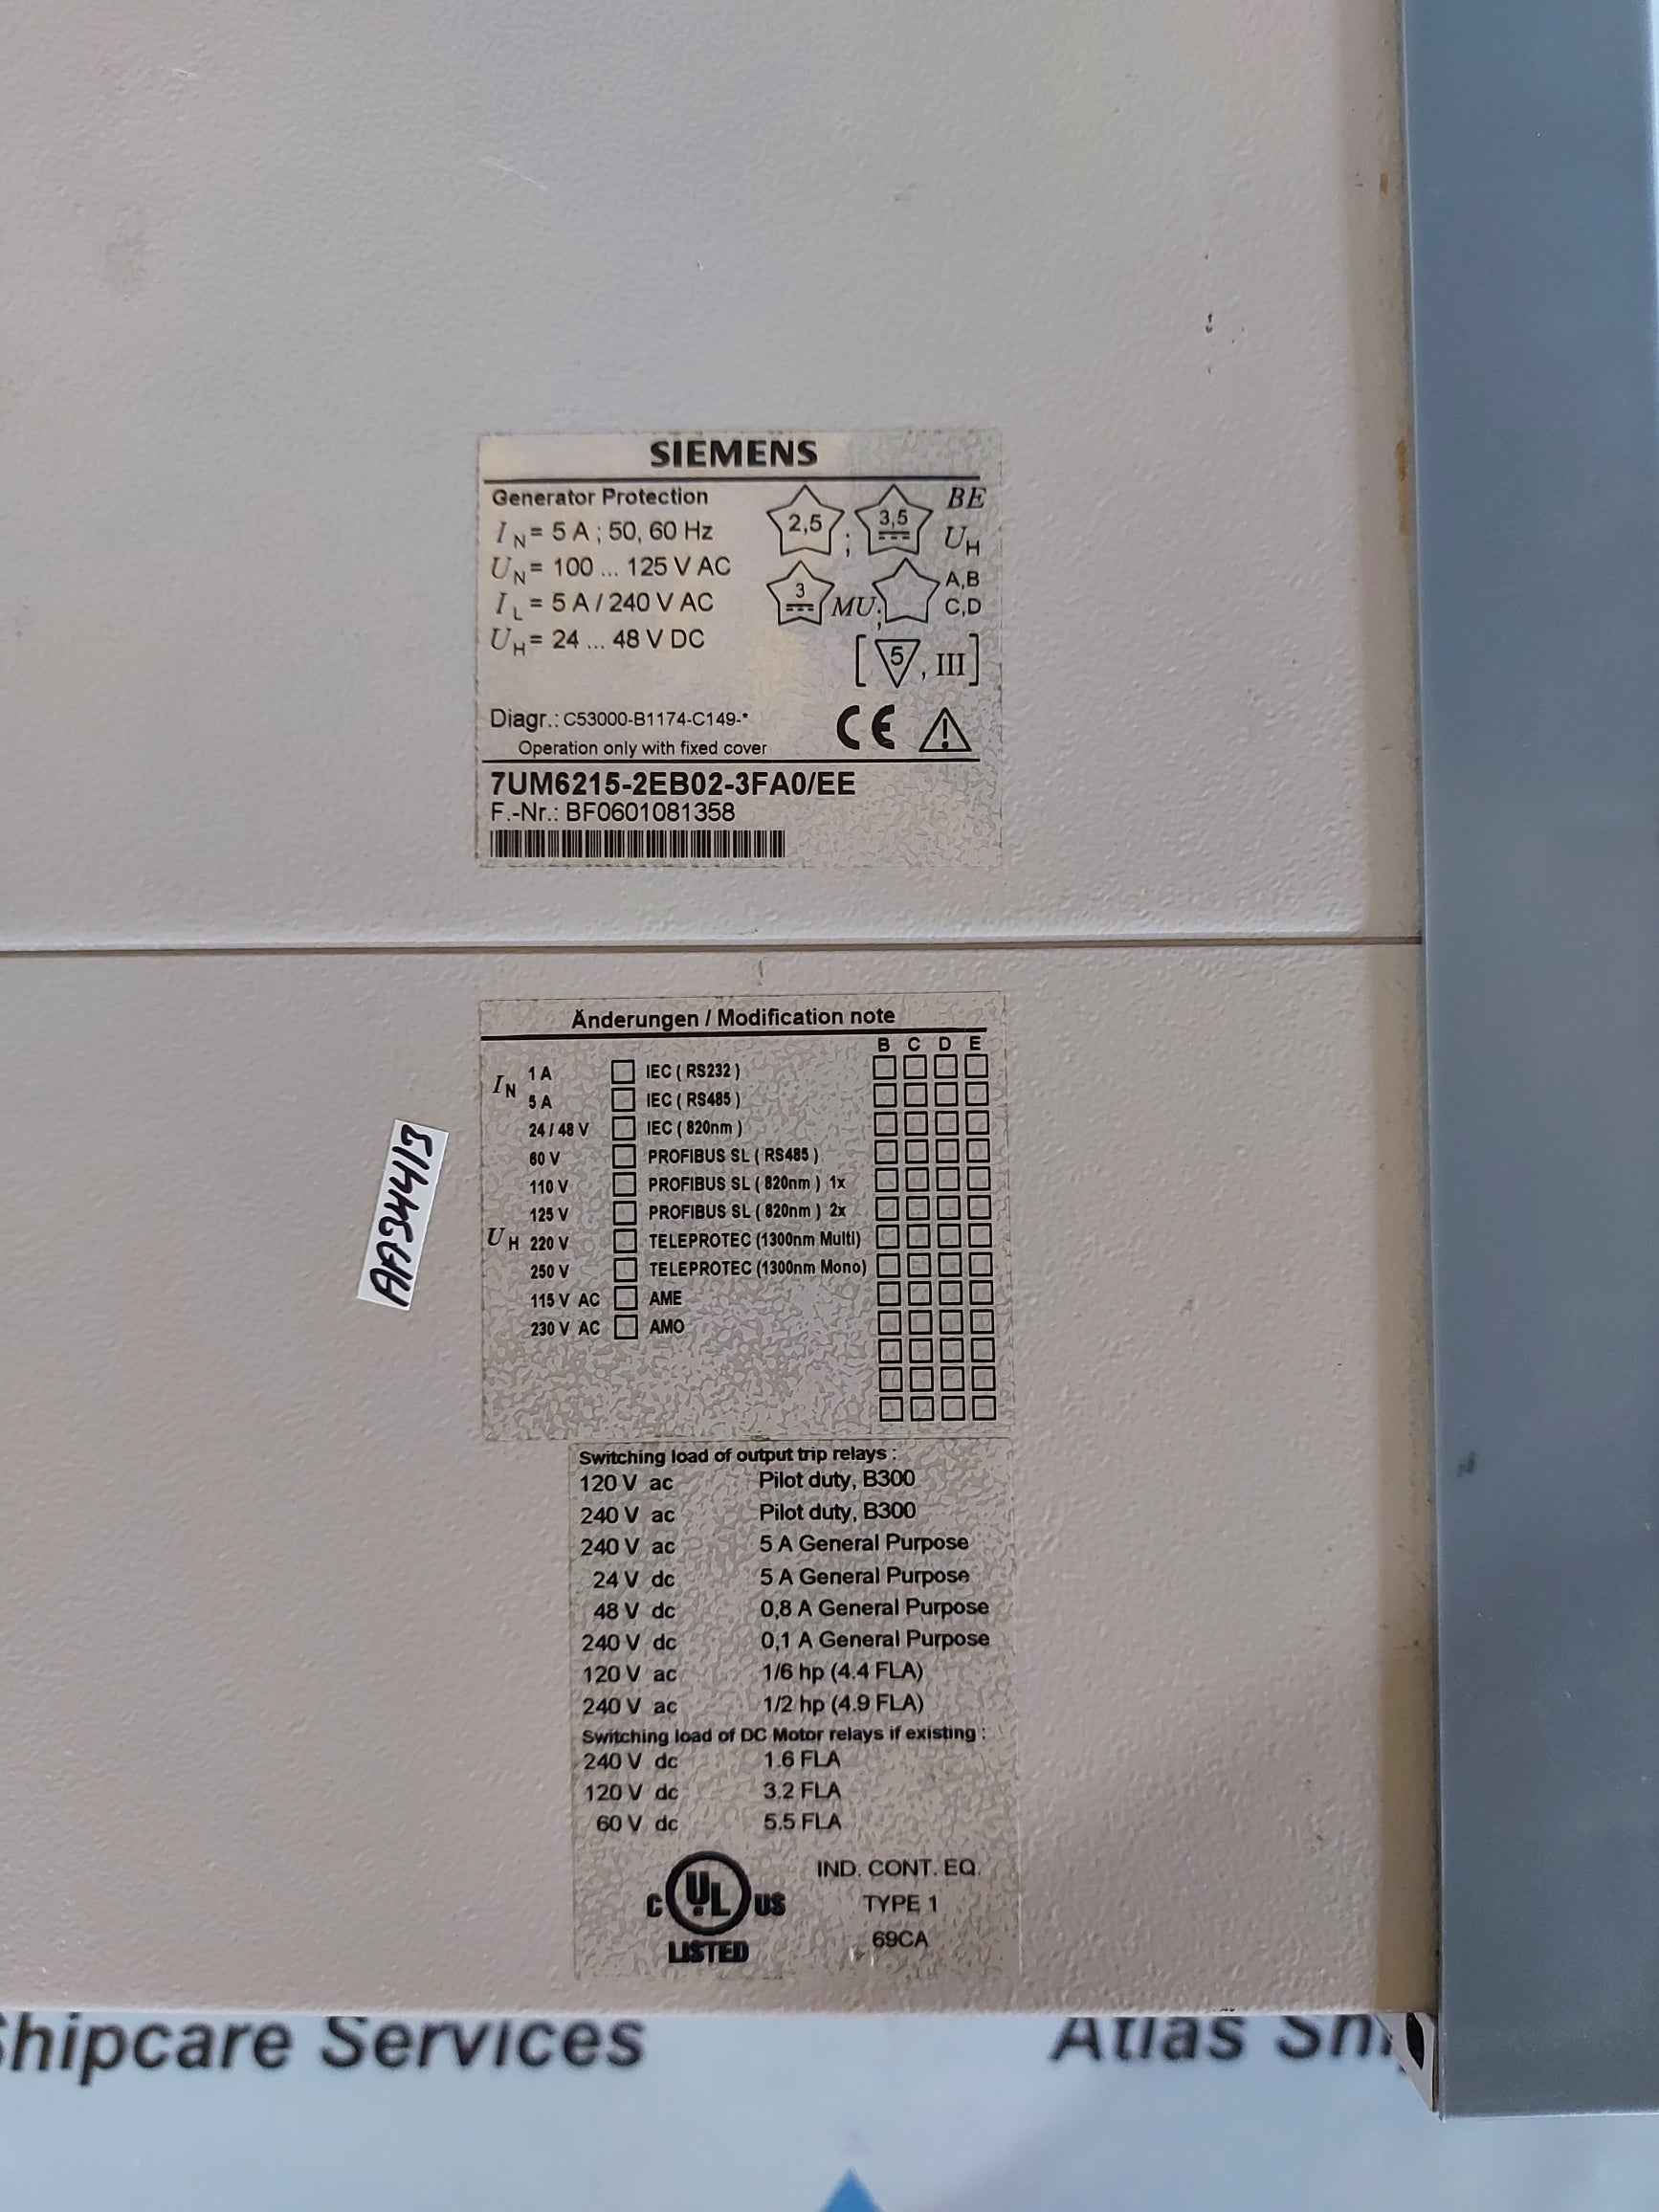 SIEMENS
Generator Protection
IN = 5 A ; 50, 60 Hz
UN = 100 ... 125 V AC
IL = 5 A / 240 V AC
UH = 24 ... 48 V DC
2,5 ; 3,5 BE UH
3 MU; A,B C,D
[ 5 , III ]
Diagr.: C53000-B1174-C149-*
CE
Operation only with fixed cover
7UM6215-2EB02-3FA0/EE
F.-Nr.: BF0601081358
Änderungen / Modification note
B C D E
IN 1 A IEC ( RS232 )
5 A IEC ( RS485 )
24 / 48 V IEC ( 820nm )
60 V PROFIBUS SL ( RS485 )
110 V PROFIBUS SL ( 820nm ) 1x
125 V PROFIBUS SL ( 820nm ) 2x
UH 220 V TELEPROTEC (1300nm Multi)
250 V TELEPROTEC (1300nm Mono)
115 V AC AME
230 V AC AMO
AA34413
Switching load of output trip relays :
120 V ac Pilot duty, B300
240 V ac Pilot duty, B300
240 V ac 5 A General Purpose
24 V dc 5 A General Purpose
48 V dc 0,8 A General Purpose
240 V dc 0,1 A General Purpose
120 V ac 1/6 hp (4.4 FLA)
240 V ac 1/2 hp (4.9 FLA)
Switching load of DC Motor relays if existing :
240 V dc 1.6 FLA
120 V dc 3.2 FLA
60 V dc 5.5 FLA
C UL US
LISTED
IND. CONT. EQ.
TYPE 1
69CA
hipcare Services
Atlas Sh